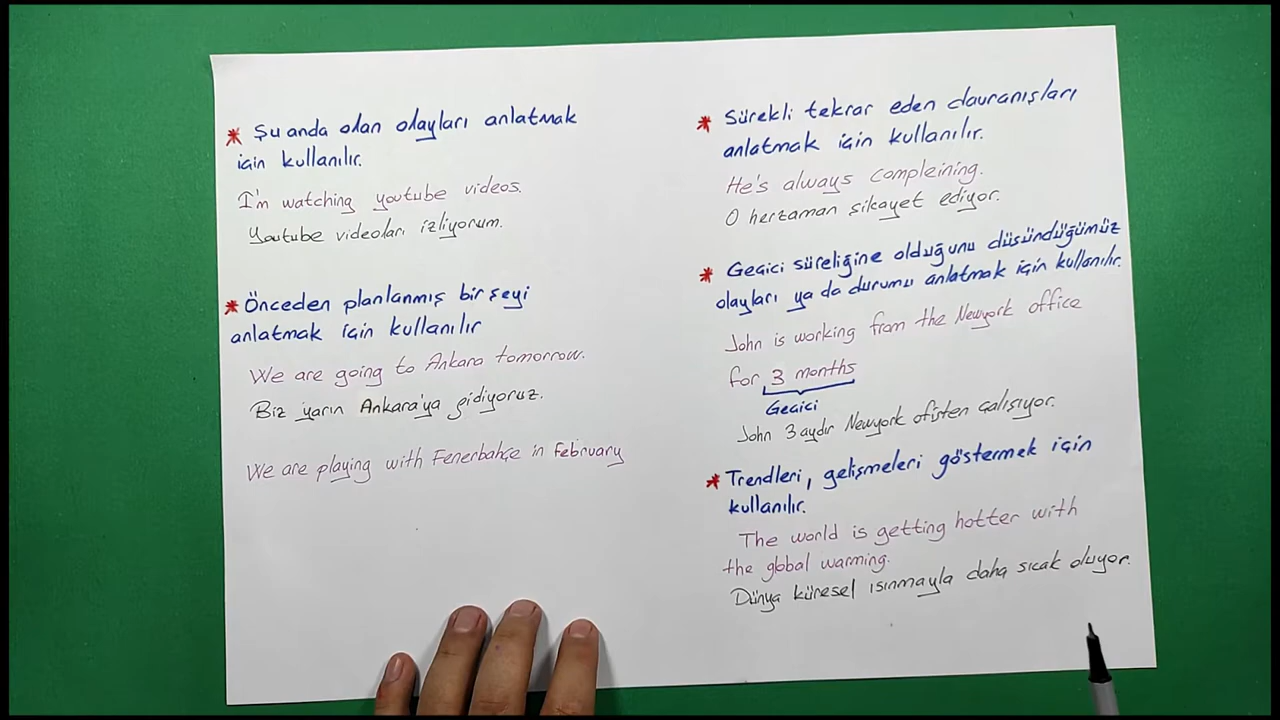 * Şu anda olan olayları anlatmak
için kullanılır.
I'm watching youtube videos.
Youtube videoları izliyorum.
* Önceden planlanmış bir şeyi
anlatmak için kullanılır
We are going to Ankara tomorrow.
Biz yarın Ankara'ya gidiyoruz.
We are playing with Fenerbahçe in february
* Sürekli tekrar eden davranışları
anlatmak için kullanılır.
He's always compleining.
O herzaman şikayet ediyor.
* Gecici süreliğine olduğunu düşündüğümüz
olayları ya da durumu anlatmak için kullanılır.
John is working from the Newyork office
for 3 months
Gecici
John 3 aydır Newyork ofisten çalışıyor.
* Trendleri, gelişmeleri göstermek için
kullanılır.
The world is getting hotter with
the global warming.
Dünya küresel ısınmayla daha sıcak oluyor.